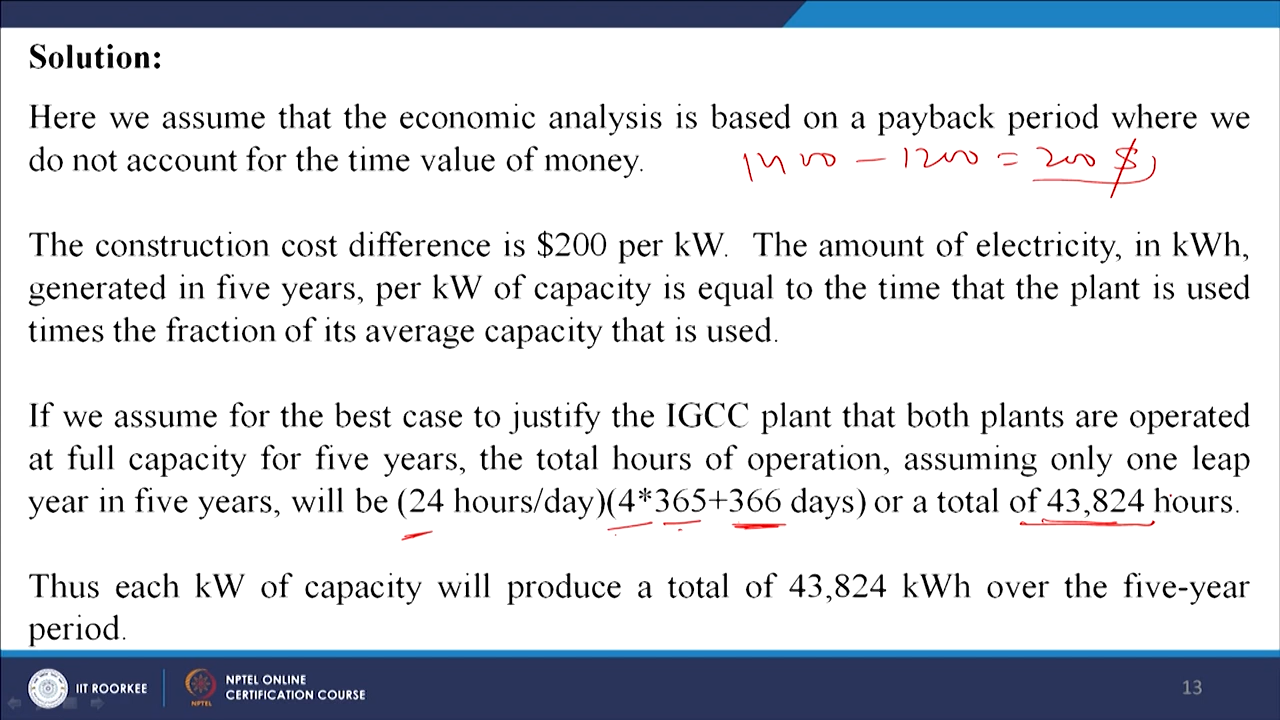 Solution:
Here we assume that the economic analysis is based on a payback period where we
do not account for the time value of money.
1400 – 1200 = 200 $
The construction cost difference is $200 per kW. The amount of electricity, in kWh,
generated in five years, per kW of capacity is equal to the time that the plant is used
times the fraction of its average capacity that is used.
If we assume for the best case to justify the IGCC plant that both plants are operated
at full capacity for five years, the total hours of operation, assuming only one leap
year in five years, will be (24 hours/day)(4*365+366 days) or a total of 43,824 hours.
Thus each kW of capacity will produce a total of 43,824 kWh over the five-year
period.
IIT ROORKEE
NPTEL ONLINE
CERTIFICATION COURSE
NPTEL
13